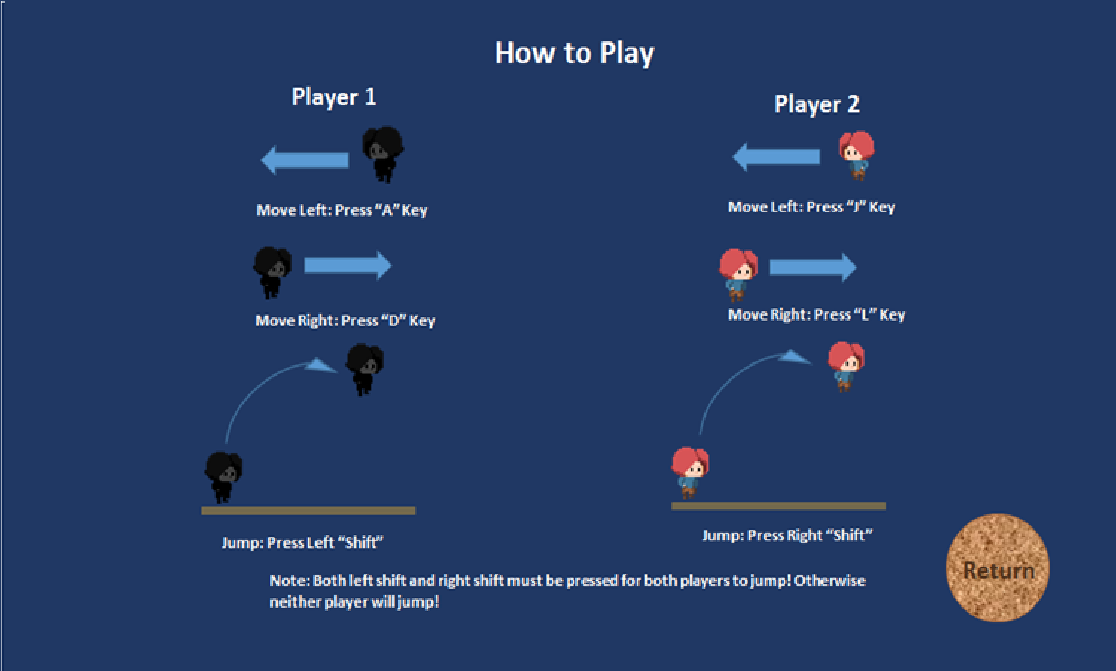 How to Play
Player 1
Move Left: Press “A” Key
Move Right: Press “D” Key
Jump: Press Left “Shift”
Player 2
Move Left: Press “J” Key
Move Right: Press “L” Key
Jump: Press Right “Shift”
Note: Both left shift and right shift must be pressed for both players to jump! Otherwise
neither player will jump!
Return